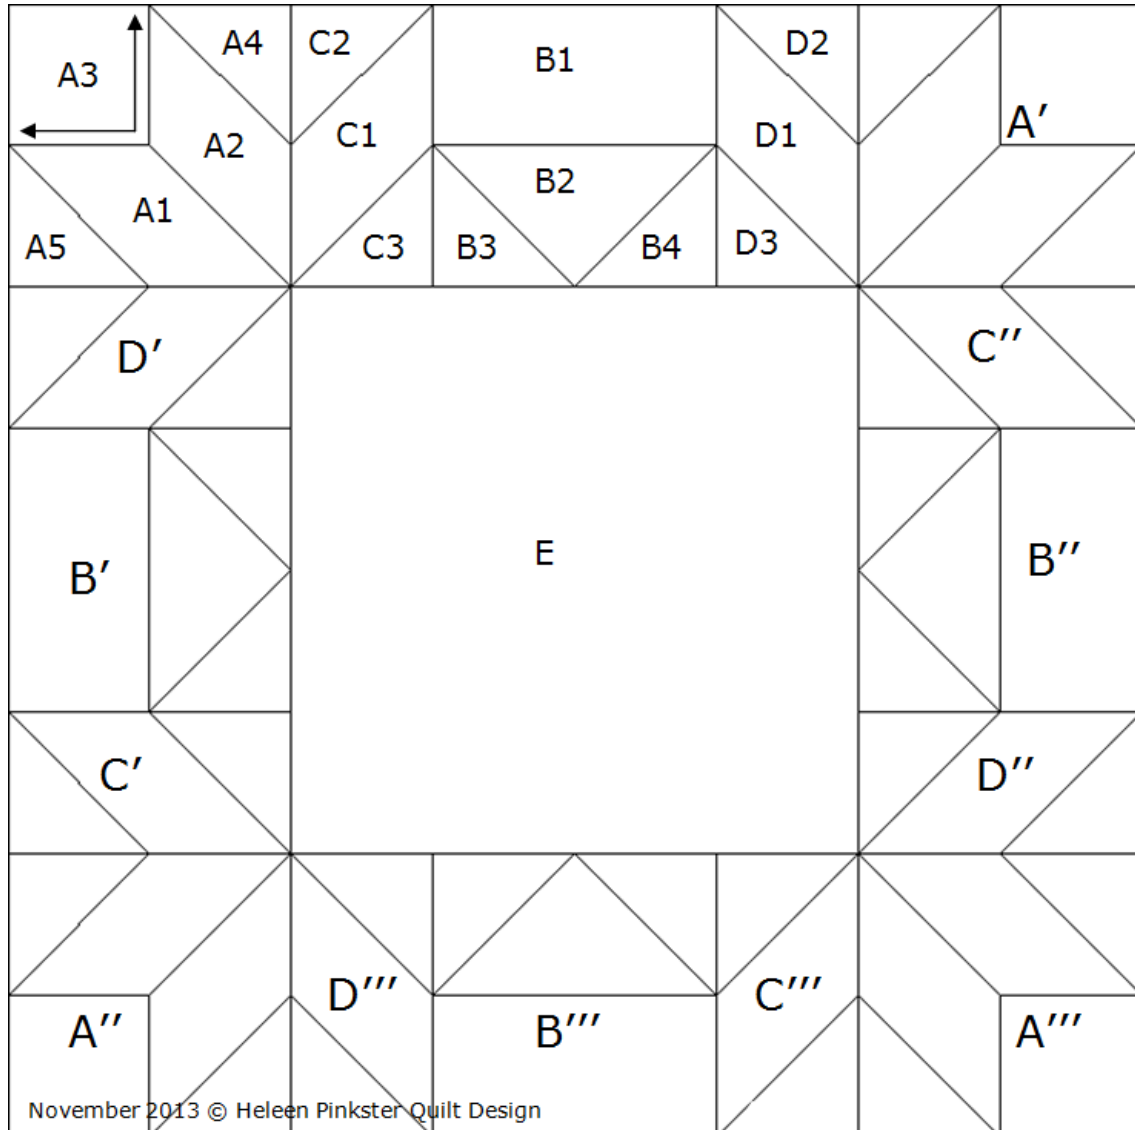 A4 C2 D2
B1
A3
A′
A2 C1 D1
B2
A1
A5 C3 B3 B4 D3
D′ C′′
E
B′ B′′
C′ D′′
D′′′ C′′′
A′′ B′′′ A′′′
November 2013 © Heleen Pinkster Quilt Design